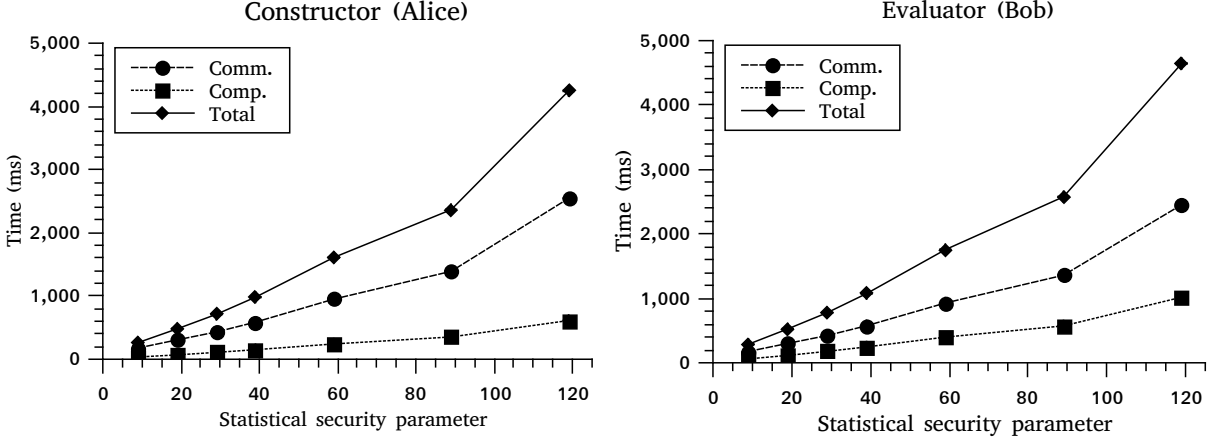 Constructor (Alice)
5,000
4,000
3,000
2,000
1,000
0
Time (ms)
Comm.
Comp.
Total
0 20 40 60 80 100 120
Statistical security parameter
Evaluator (Bob)
5,000
4,000
3,000
2,000
1,000
0
Time (ms)
Comm.
Comp.
Total
0 20 40 60 80 100 120
Statistical security parameter